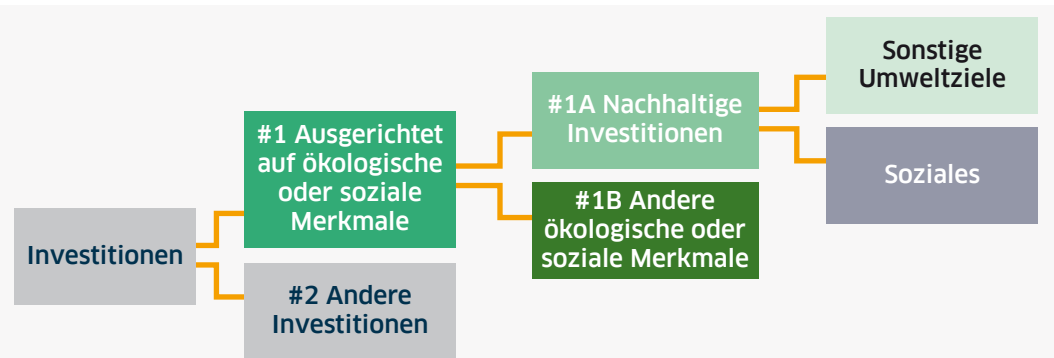 Sonstige
Umweltziele
#1A Nachhaltige
Investitionen
#1 Ausgerichtet
auf ökologische
oder soziale
Merkmale
Soziales
#1B Andere
ökologische oder
soziale Merkmale
Investitionen
#2 Andere
Investitionen